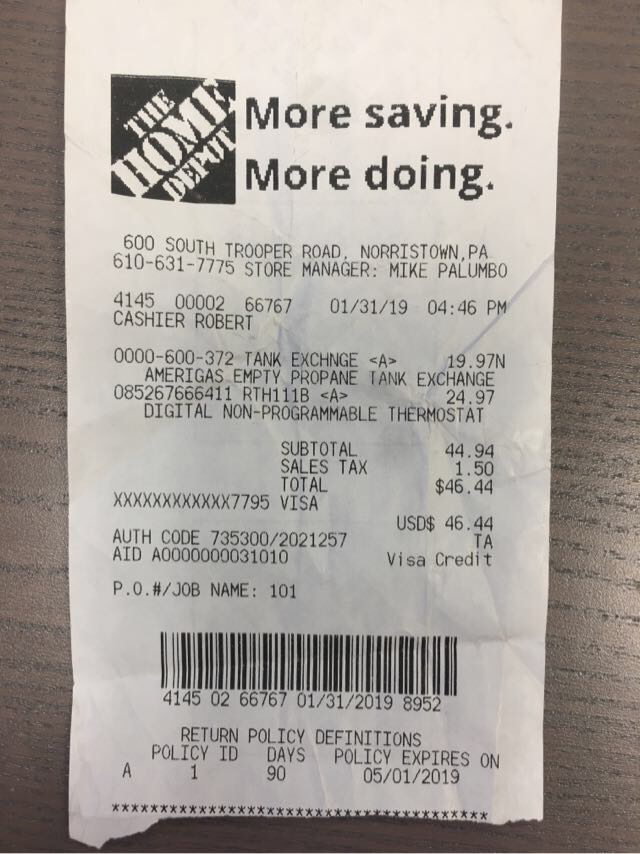 THE
HOME
DEPOT
More saving.
More doing.
600 SOUTH TROOPER ROAD, NORRISTOWN,PA
610-631-7775 STORE MANAGER: MIKE PALUMBO
4145 00002 66767 01/31/19 04:46 PM
CASHIER ROBERT
0000-600-372 TANK EXCHNGE <A> 19.97N
AMERIGAS EMPTY PROPANE TANK EXCHANGE
085267666411 RTH111B <A> 24.97
DIGITAL NON-PROGRAMMABLE THERMOSTAT
SUBTOTAL 44.94
SALES TAX 1.50
TOTAL $46.44
XXXXXXXXXXXX7795 VISA
USD$ 46.44
AUTH CODE 735300/2021257 TA
AID A0000000031010 Visa Credit
P.O.#/JOB NAME: 101
4145 02 66767 01/31/2019 8952
RETURN POLICY DEFINITIONS
POLICY ID DAYS POLICY EXPIRES ON
A 1 90 05/01/2019
***********************************************